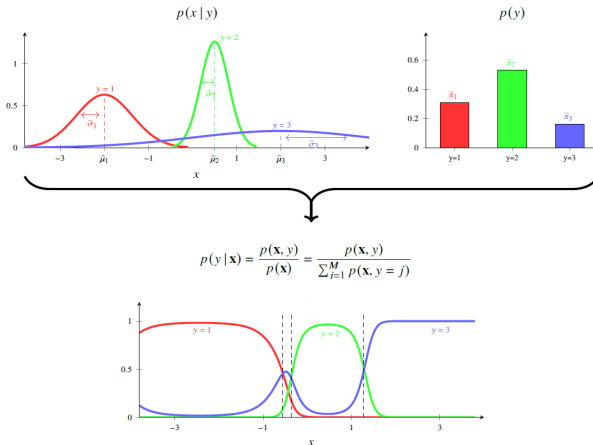 p(x | y)
p(y)
1
0.5
0
y = 1
y = 2
y = 3
σ̂₁
σ̂₂
σ̂₃
-3
μ̂₁
-1
μ̂₂
1
μ̂₃
3
x
0.6
0.4
0.2
0
π̂₁
π̂₂
π̂₃
y=1
y=2
y=3
p(y | x) = p(x, y) / p(x) = p(x, y) / ∑_{i=1}^{M} p(x, y = j)
1
0.5
0
y = 1
y = 2
y = 3
-3
-1
1
3
x